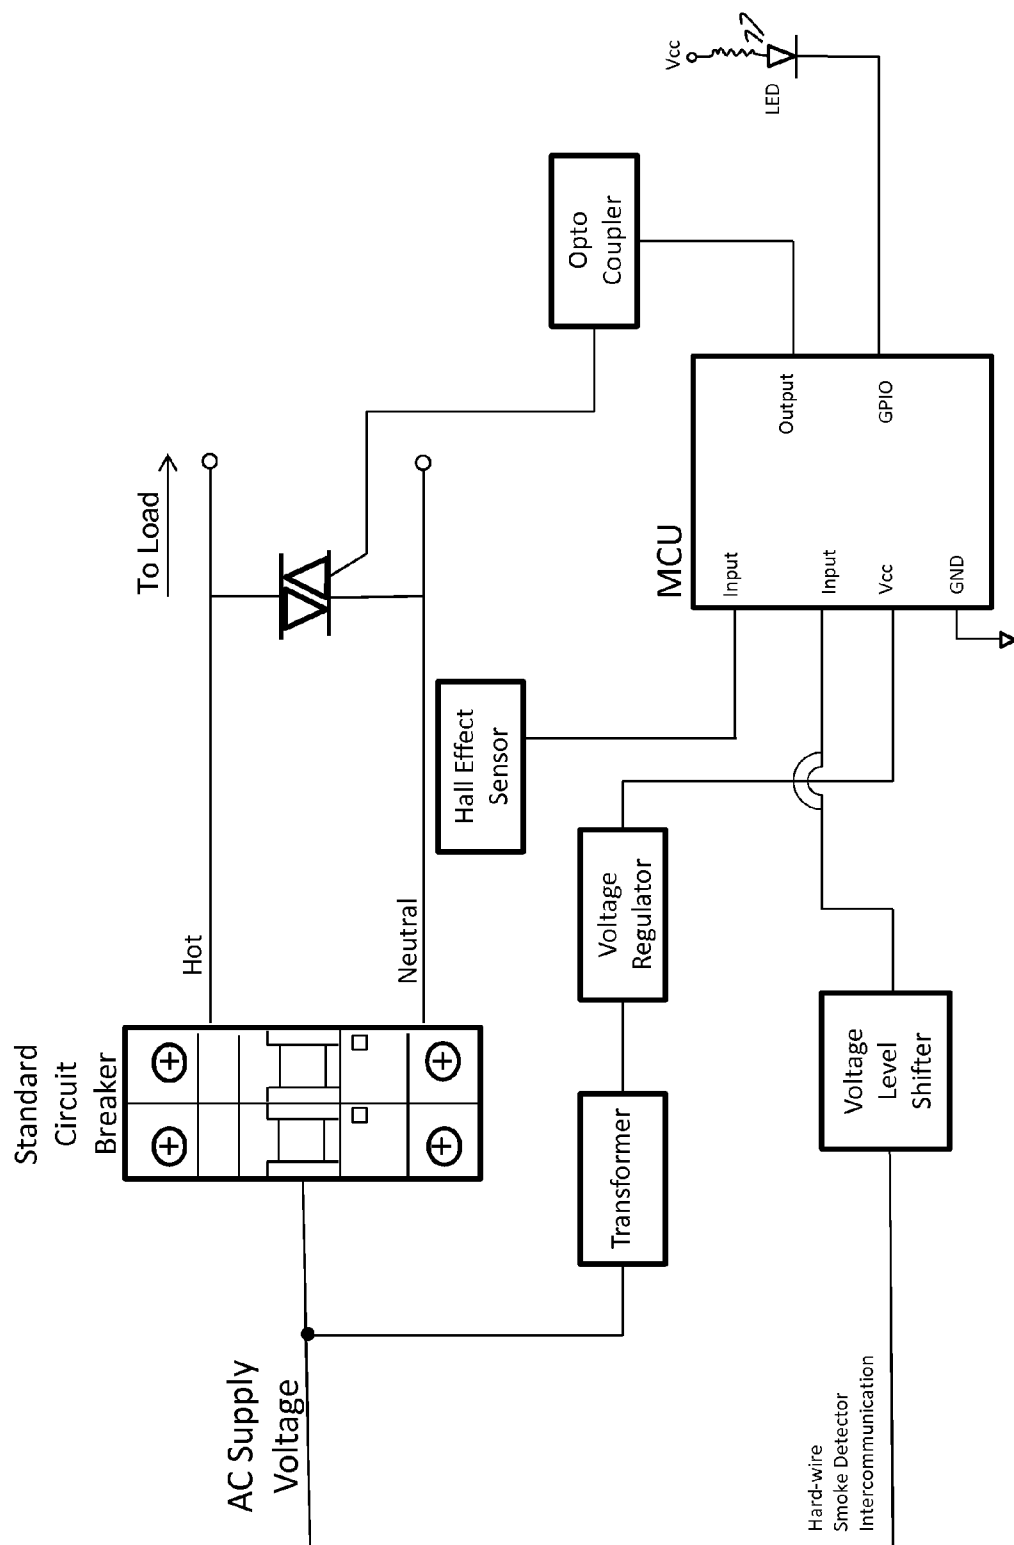 Standard
Circuit
Breaker
AC Supply
Voltage
Hot
Neutral
To Load
Hall Effect
Sensor
Opto
Coupler
Vcc
LED
Transformer
Voltage
Regulator
MCU
Input
Input
Vcc
GND
Output
GPIO
Voltage
Level
Shifter
Hard-wire
Smoke Detector
Intercommunication